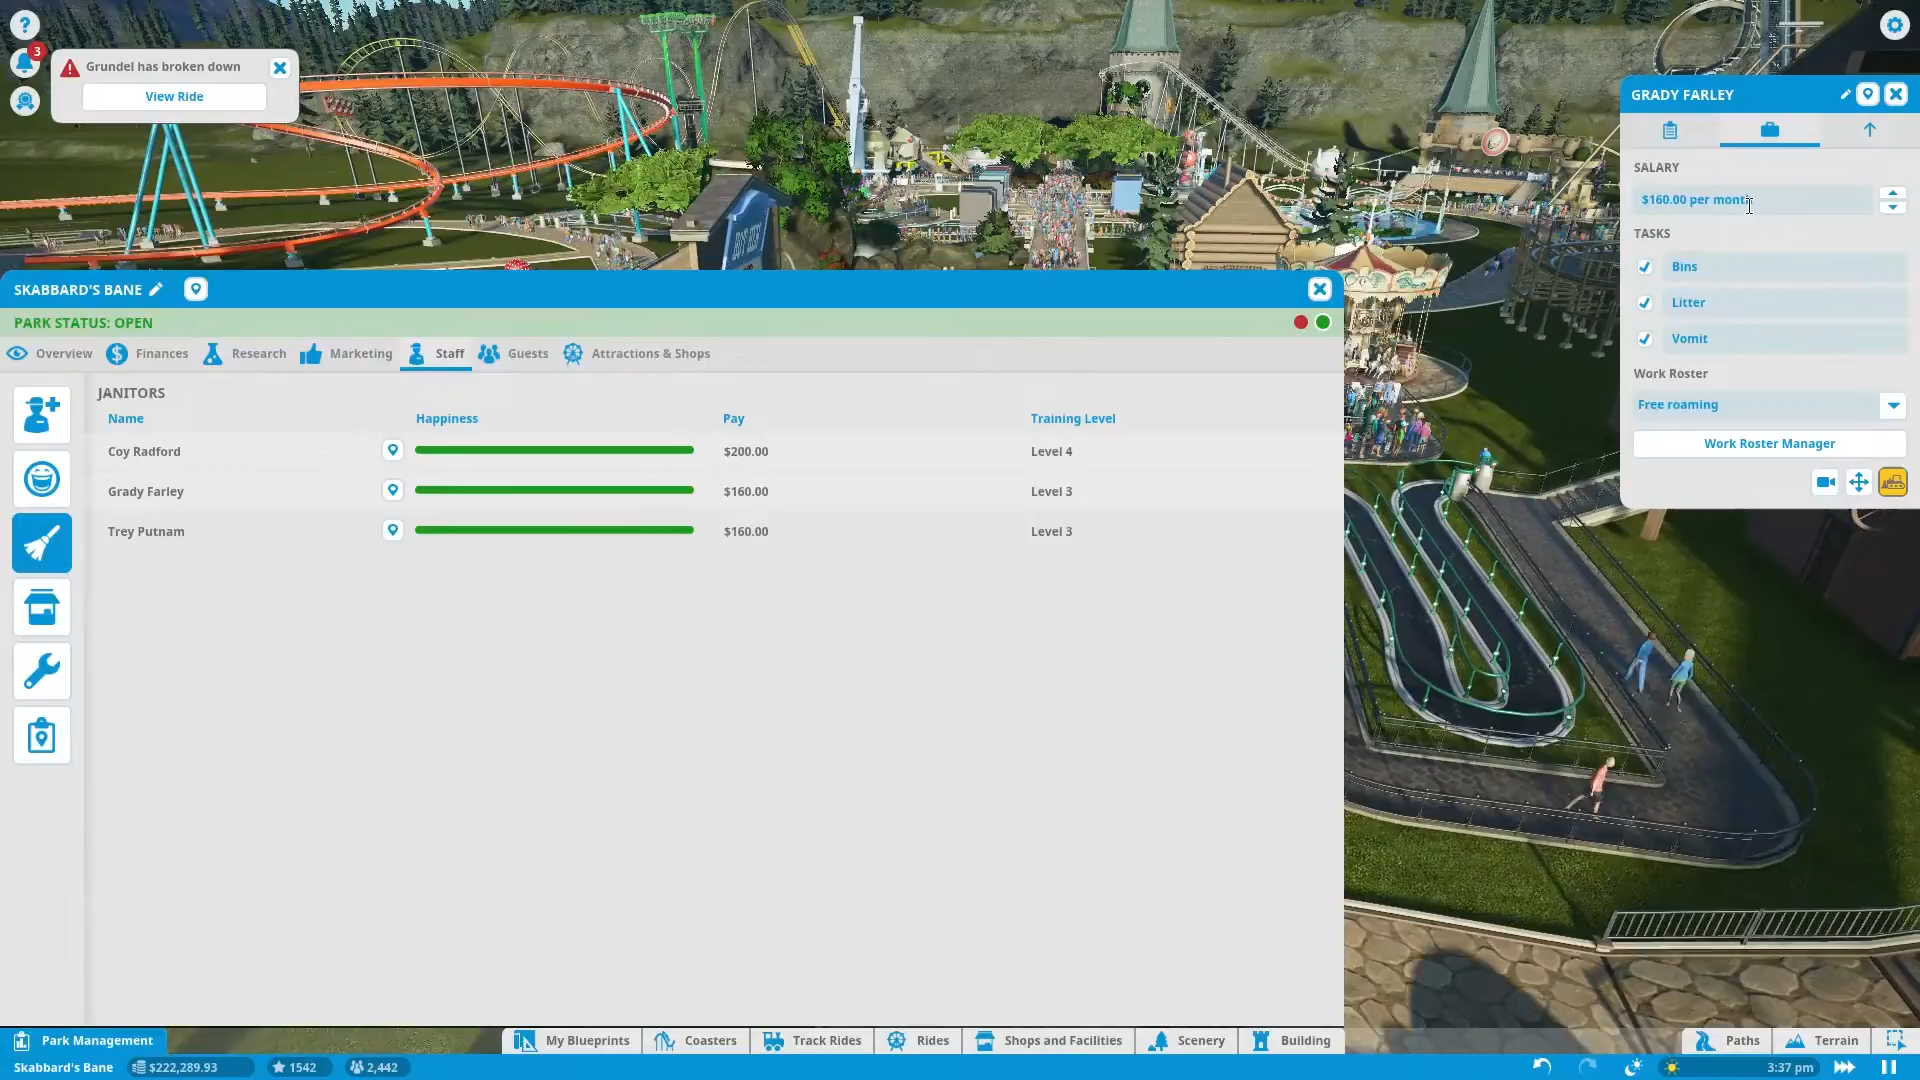 ?
3
Grundel has broken down
View Ride
GRADY FARLEY
SALARY
$160.00 per month
TASKS
Bins
Litter
Vomit
Work Roster
Free roaming
Work Roster Manager
SKABBARD'S BANE
PARK STATUS: OPEN
Overview
Finances
Research
Marketing
Staff
Guests
Attractions & Shops
JANITORS
Name Happiness Pay Training Level
Coy Radford $200.00 Level 4
Grady Farley $160.00 Level 3
Trey Putnam $160.00 Level 3
Park Management
My Blueprints
Coasters
Track Rides
Rides
Shops and Facilities
Scenery
Building
Paths
Terrain
Skabbard's Bane
$222,289.93
1542
2,442
3:37 pm